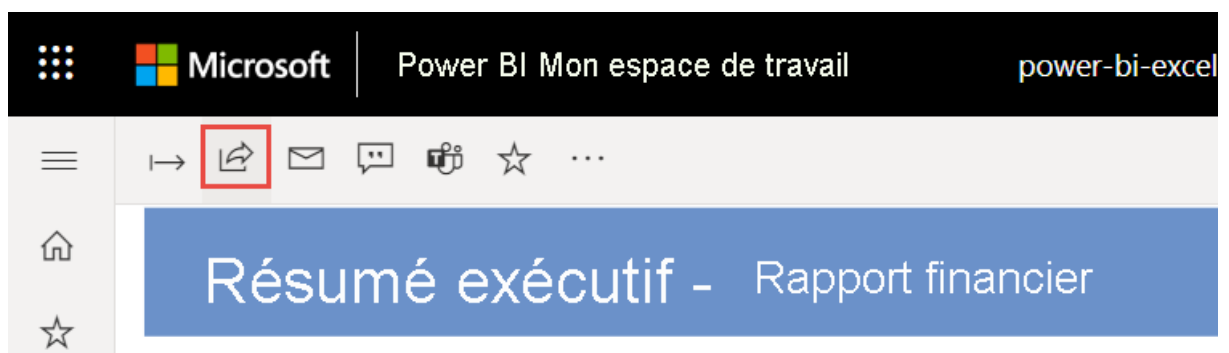 Microsoft Power BI Mon espace de travail power-bi-excel
Résumé exécutif - Rapport financier